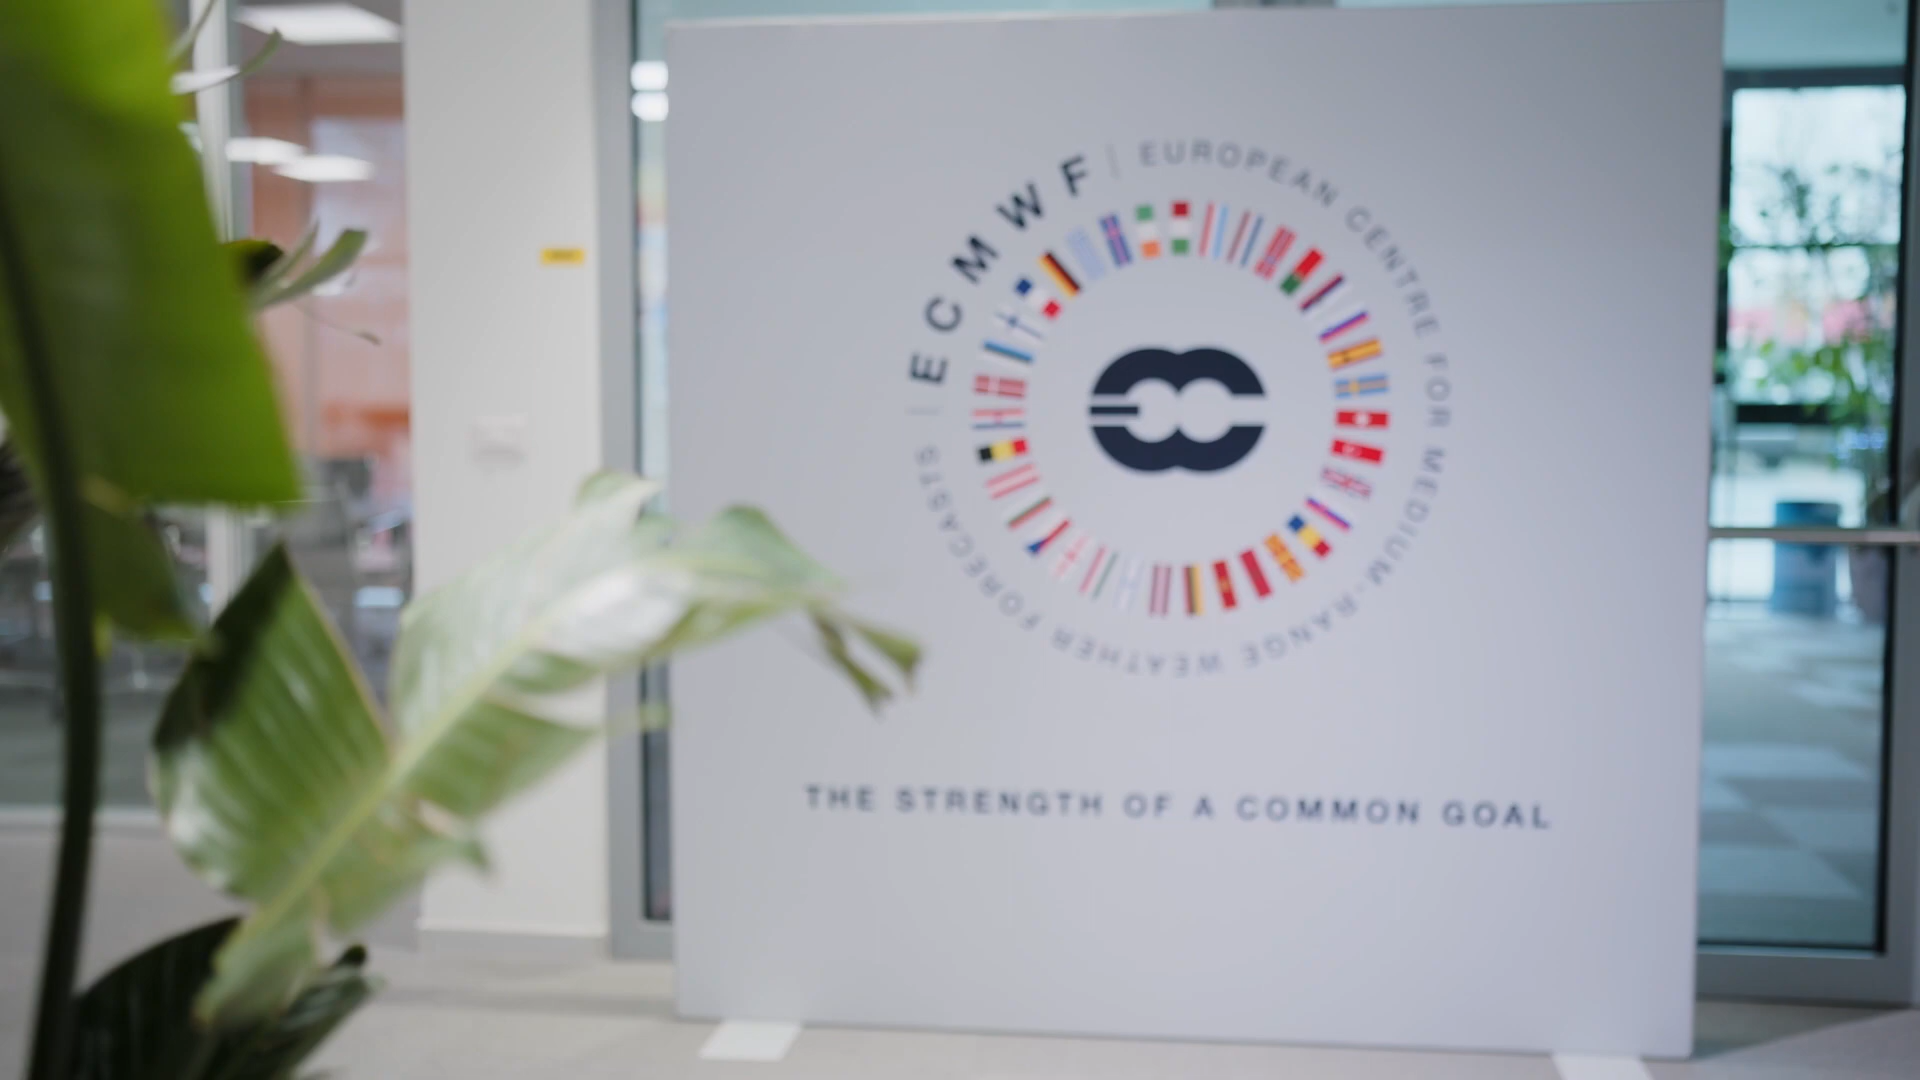 ECMWF | EUROPEAN CENTRE FOR MEDIUM-RANGE WEATHER FORECASTS |
THE STRENGTH OF A COMMON GOAL